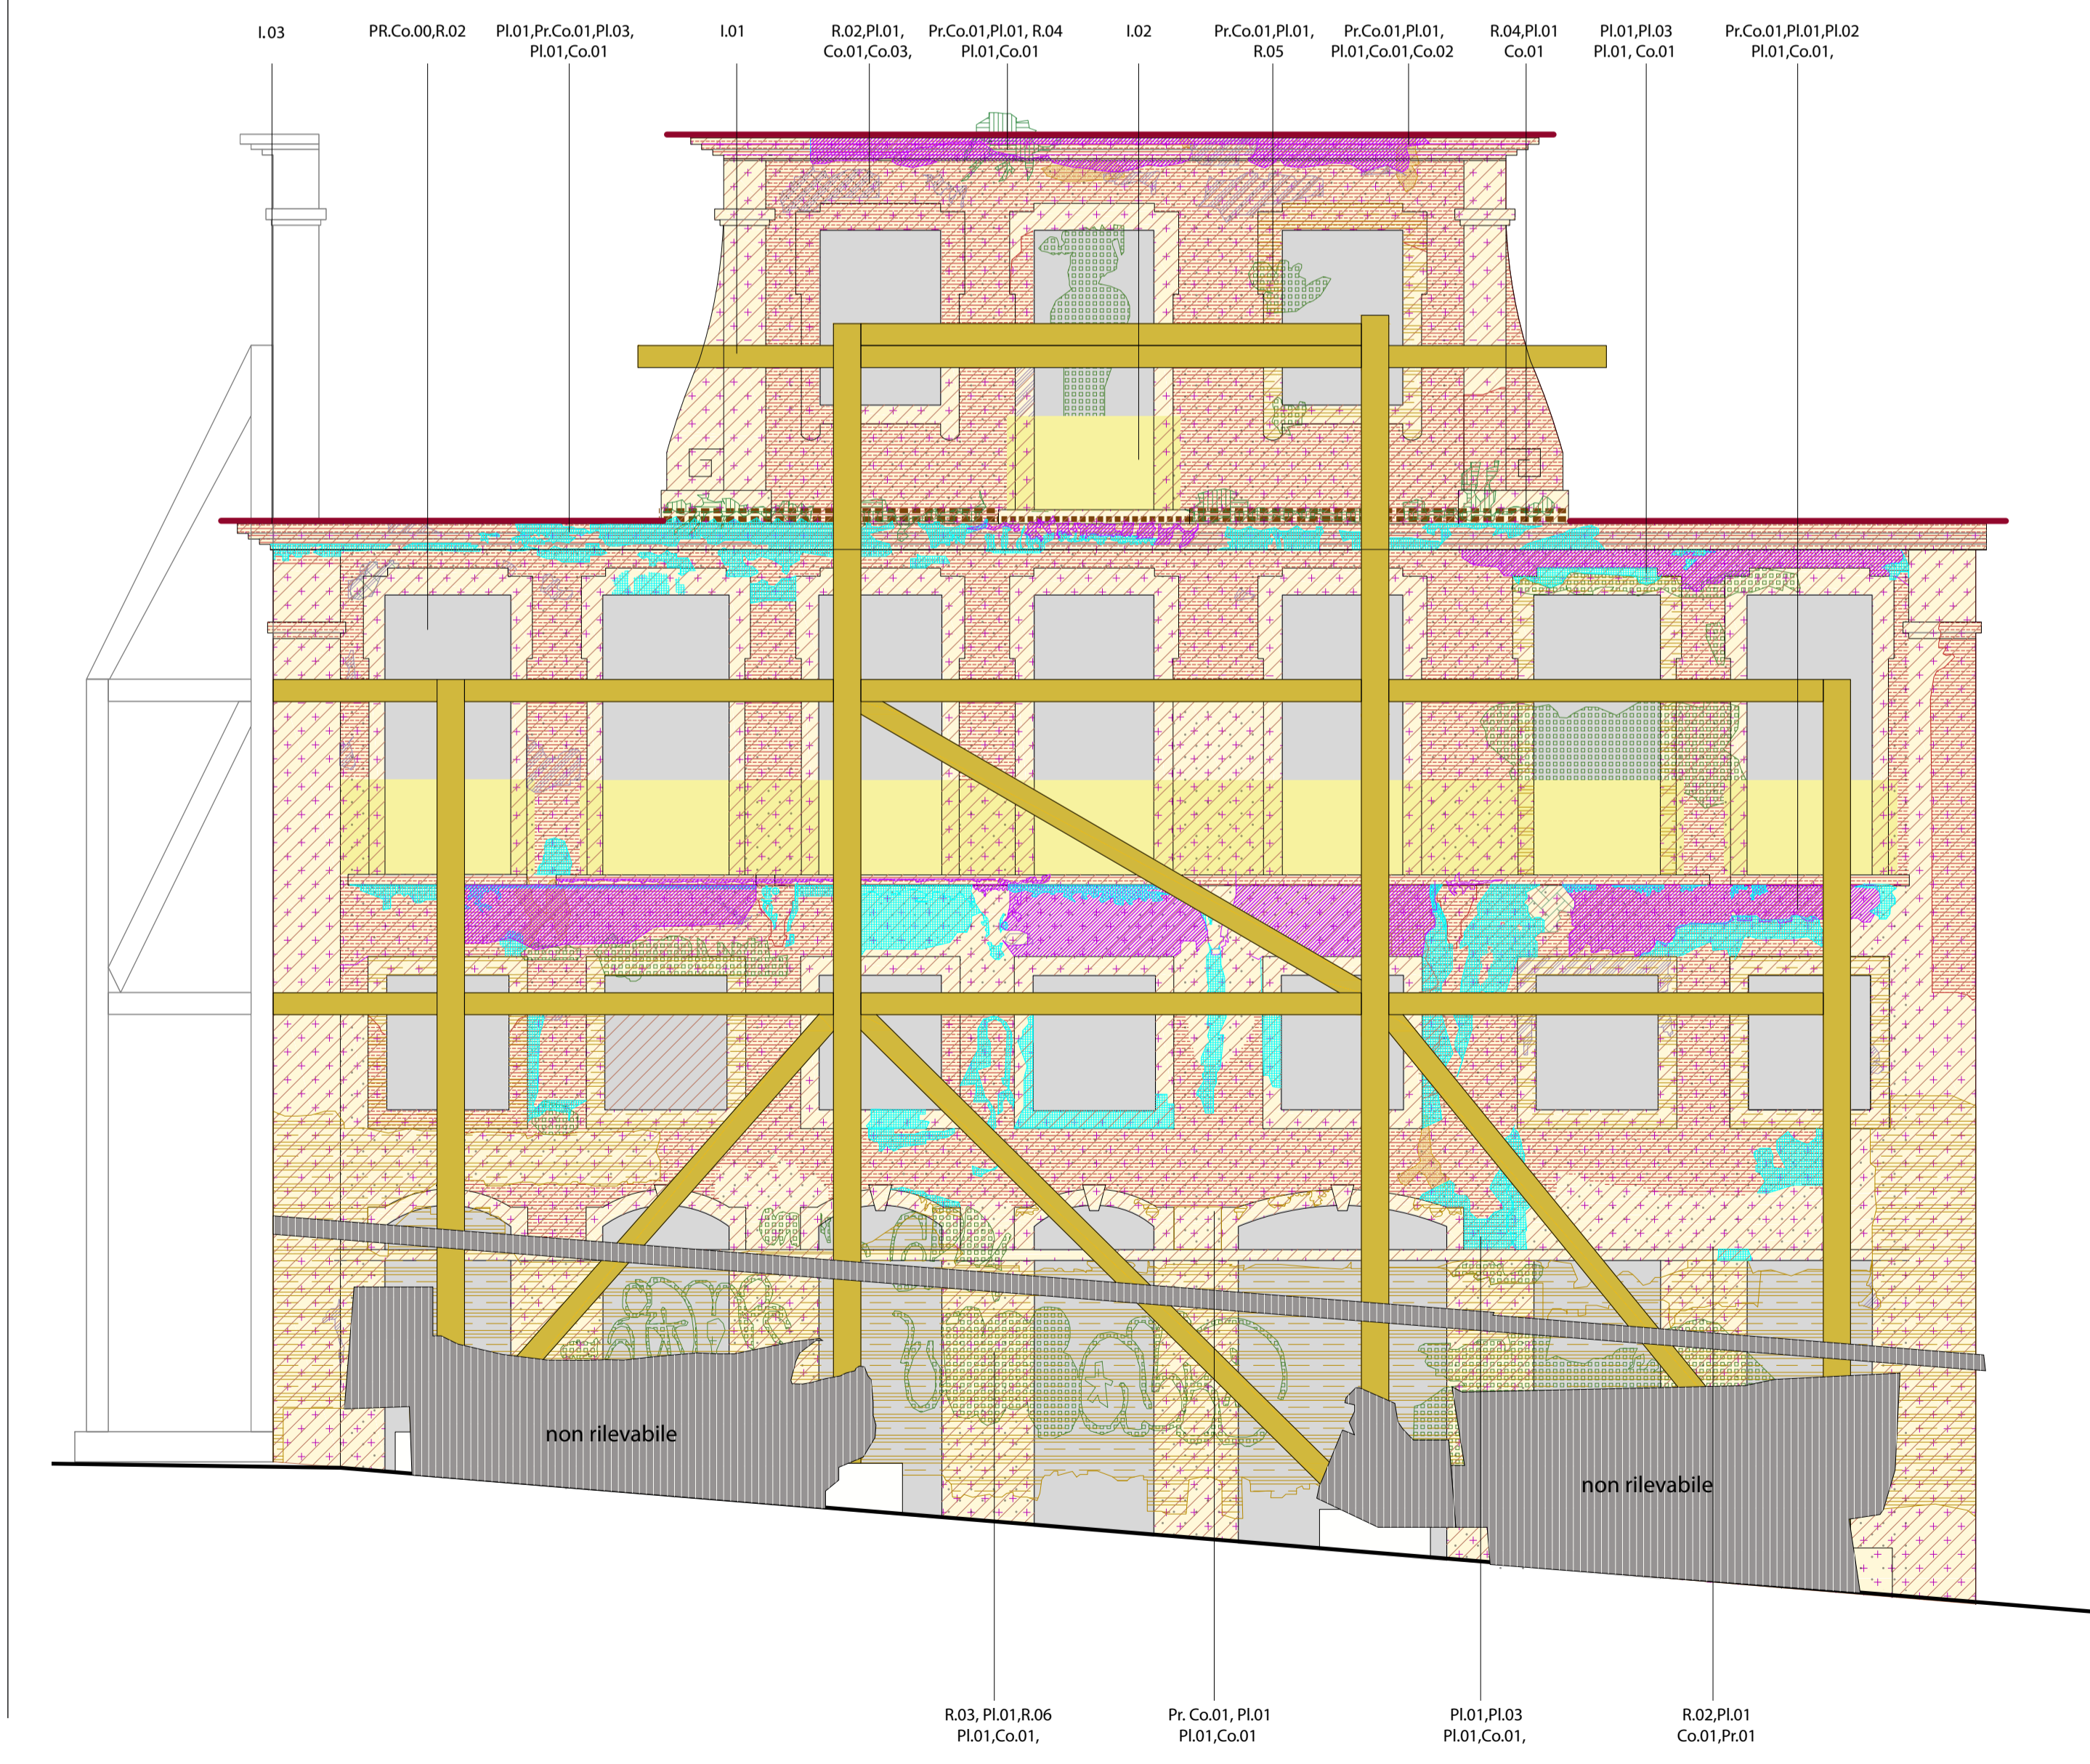 I.03
PR.Co.00,R.02
Pl.01,Pr.Co.01,Pl.03,
Pl.01,Co.01
I.01
R.02,Pl.01,
Co.01,Co.03,
Pr.Co.01,Pl.01, R.04
Pl.01,Co.01
I.02
Pr.Co.01,Pl.01,
R.05
Pr.Co.01,Pl.01,
Pl.01,Co.01,Co.02
R.04,Pl.01
Co.01
Pl.01,Pl.03
Pl.01, Co.01
Pr.Co.01,Pl.01,Pl.02
Pl.01,Co.01,
non rilevabile
non rilevabile
R.03, Pl.01,R.06
Pl.01,Co.01,
Pr. Co.01, Pl.01
Pl.01,Co.01
Pl.01,Pl.03
Pl.01,Co.01,
R.02,Pl.01
Co.01,Pr.01